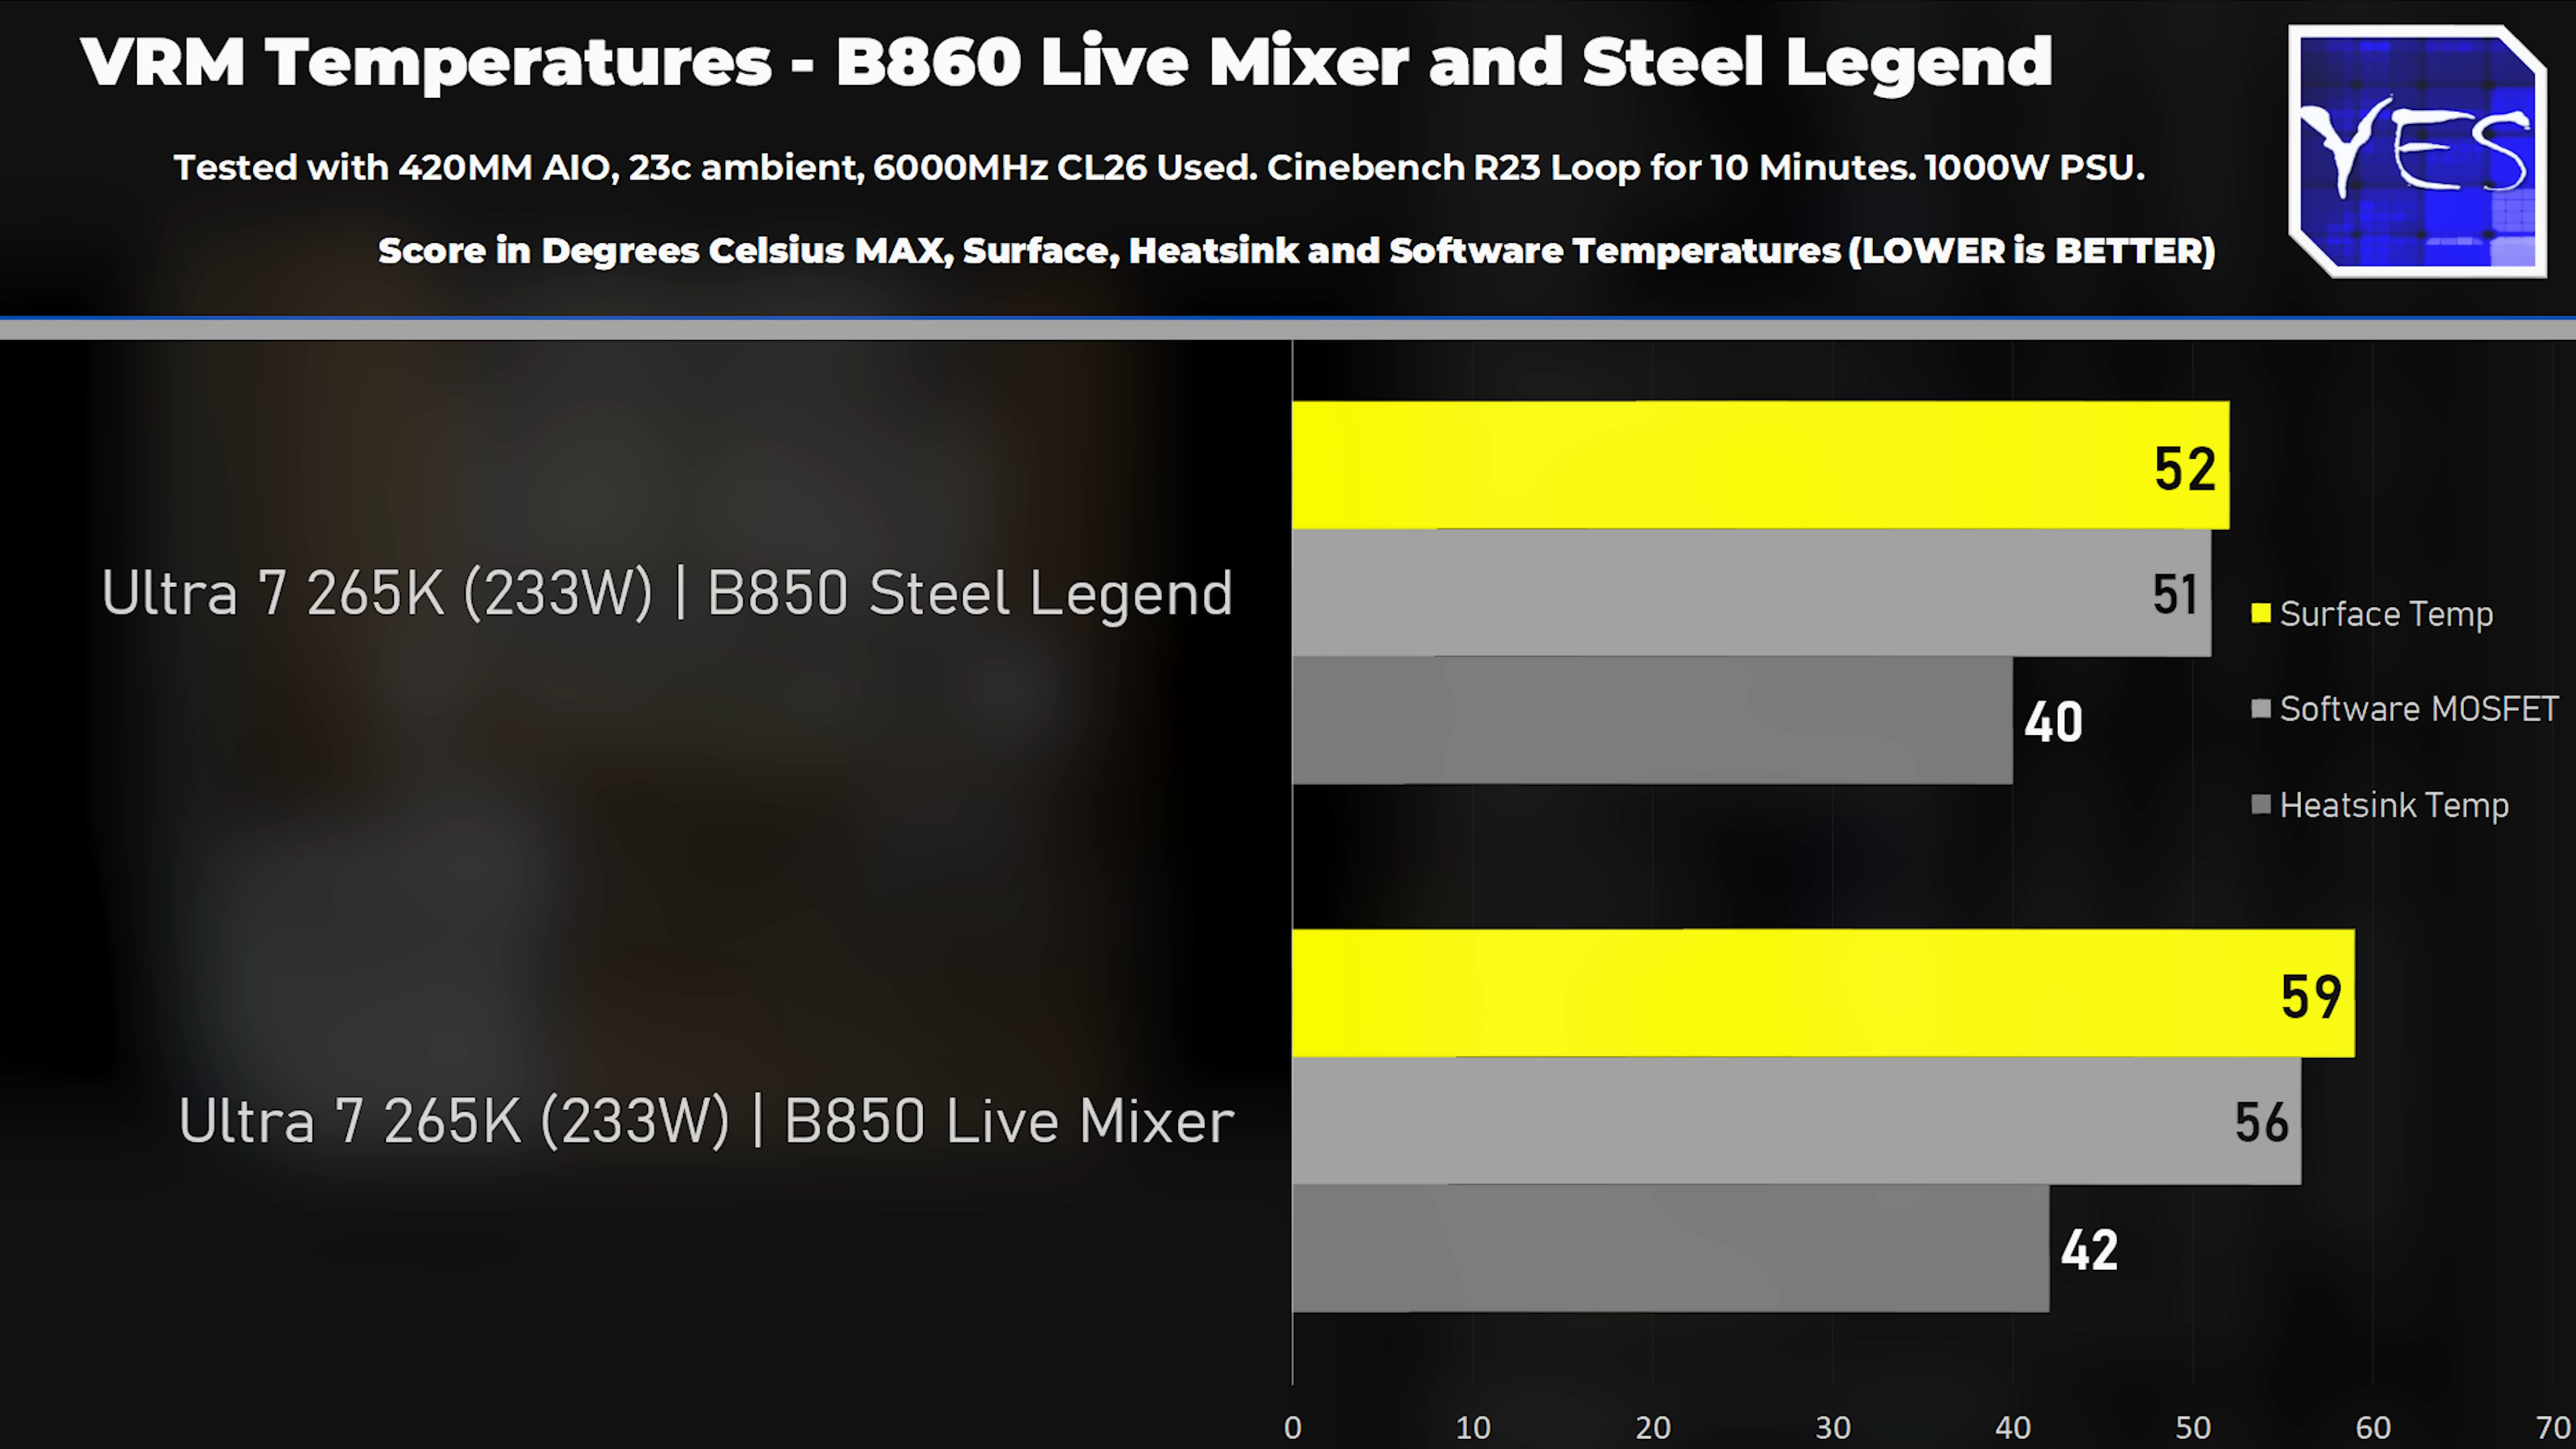 VRM Temperatures - B860 Live Mixer and Steel Legend
YES
Tested with 420MM AIO, 23c ambient, 6000MHz CL26 Used. Cinebench R23 Loop for 10 Minutes. 1000W PSU.
Score in Degrees Celsius MAX, Surface, Heatsink and Software Temperatures (LOWER is BETTER)
52
Ultra 7 265K (233W) | B850 Steel Legend
51
40
Surface Temp
Software MOSFET
Heatsink Temp
59
Ultra 7 265K (233W) | B850 Live Mixer
56
42
0 10 20 30 40 50 60 70